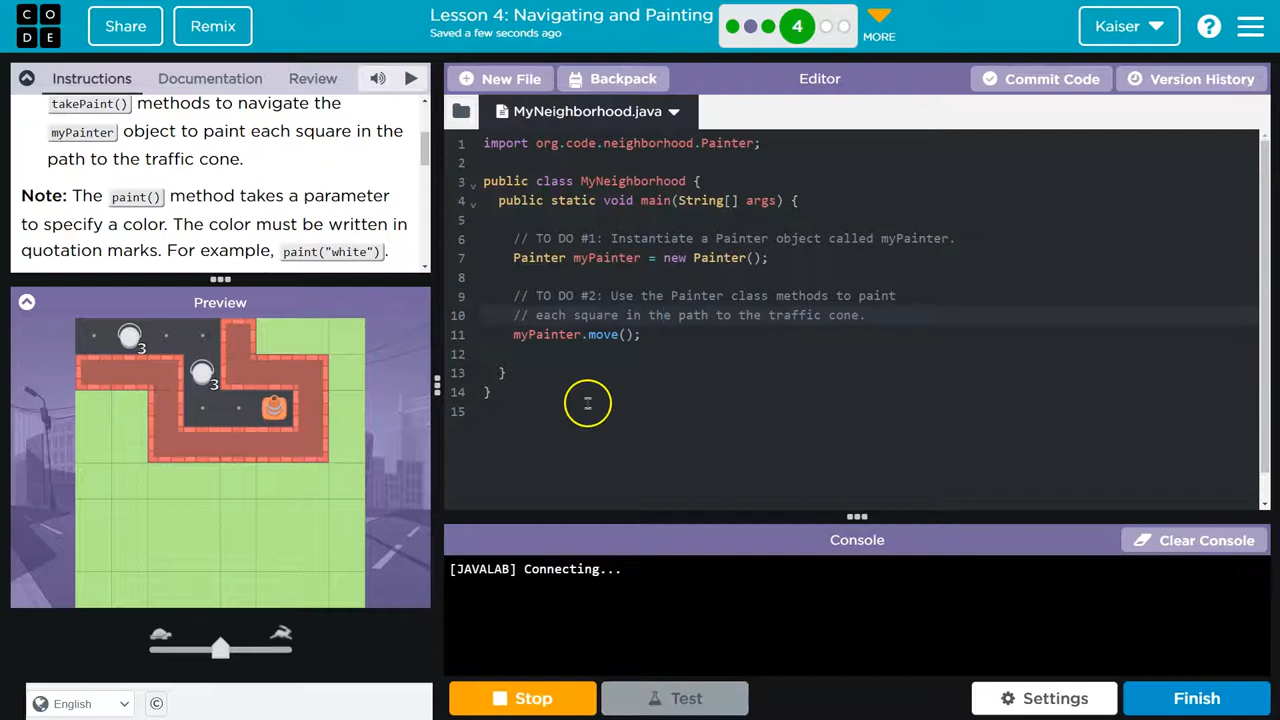 CO
DE
Share
Remix
Lesson 4: Navigating and Painting
Saved a few seconds ago
4
MORE
Kaiser
?
Instructions
Documentation
Review
takePaint() methods to navigate the
myPainter object to paint each square in the
path to the traffic cone.
Note: The paint() method takes a parameter
to specify a color. The color must be written in
quotation marks. For example, paint("white").
Preview
3
3
English
©
New File
Backpack
Editor
Commit Code
Version History
MyNeighborhood.java
1 import org.code.neighborhood.Painter;
2
3 public class MyNeighborhood {
4 public static void main(String[] args) {
5
6 // TO DO #1: Instantiate a Painter object called myPainter.
7 Painter myPainter = new Painter();
8
9 // TO DO #2: Use the Painter class methods to paint
10 // each square in the path to the traffic cone.
11 myPainter.move();
12
13 }
14 }
15
Console
Clear Console
[JAVALAB] Connecting...
Stop
Test
Settings
Finish